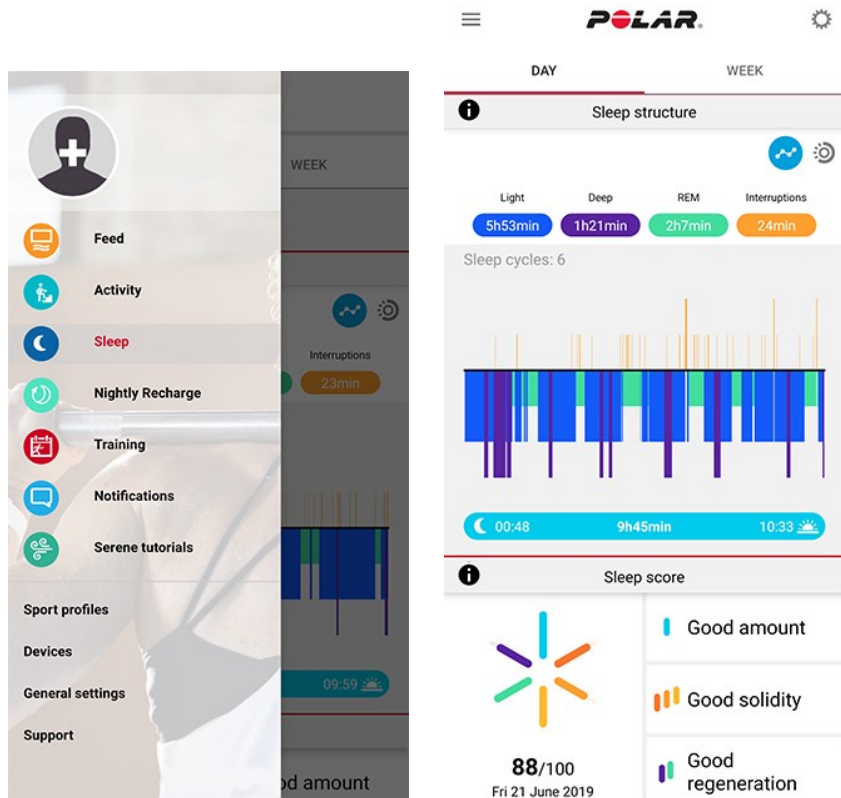 WEEK
Feed
Activity
Sleep
Interruptions
Nightly Recharge
23min
Training
Notifications
Serene tutorials
Sport profiles
Devices
General settings
09:59
Support
od amount
POLAR
DAY
WEEK
Sleep structure
Light
Deep
REM
Interruptions
5h53min
1h21min
2h7min
24min
Sleep cycles: 6
00:48
9h45min
10:33
Sleep score
Good amount
Good solidity
Good
regeneration
88/100
Fri 21 June 2019